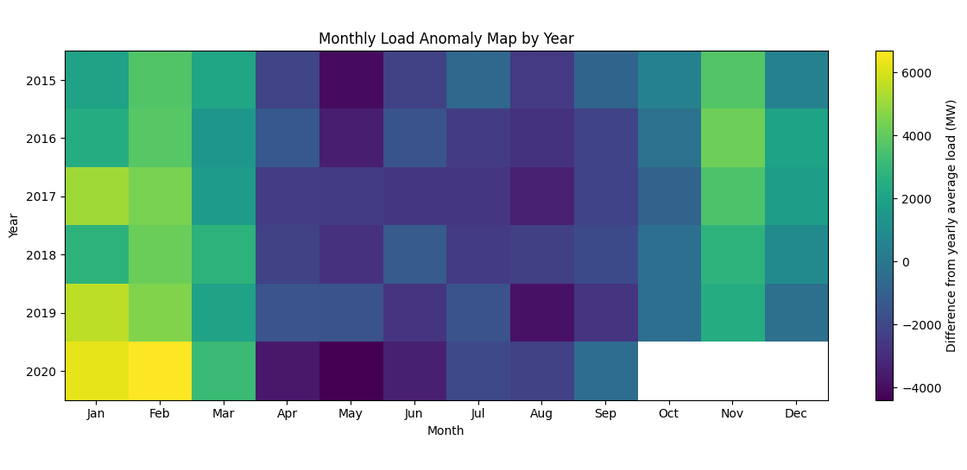 Monthly Load Anomaly Map by Year
Year
2015
2016
2017
2018
2019
2020
Jan Feb Mar Apr May Jun Jul Aug Sep Oct Nov Dec
Month
6000
4000
2000
0
−2000
−4000
Difference from yearly average load (MW)